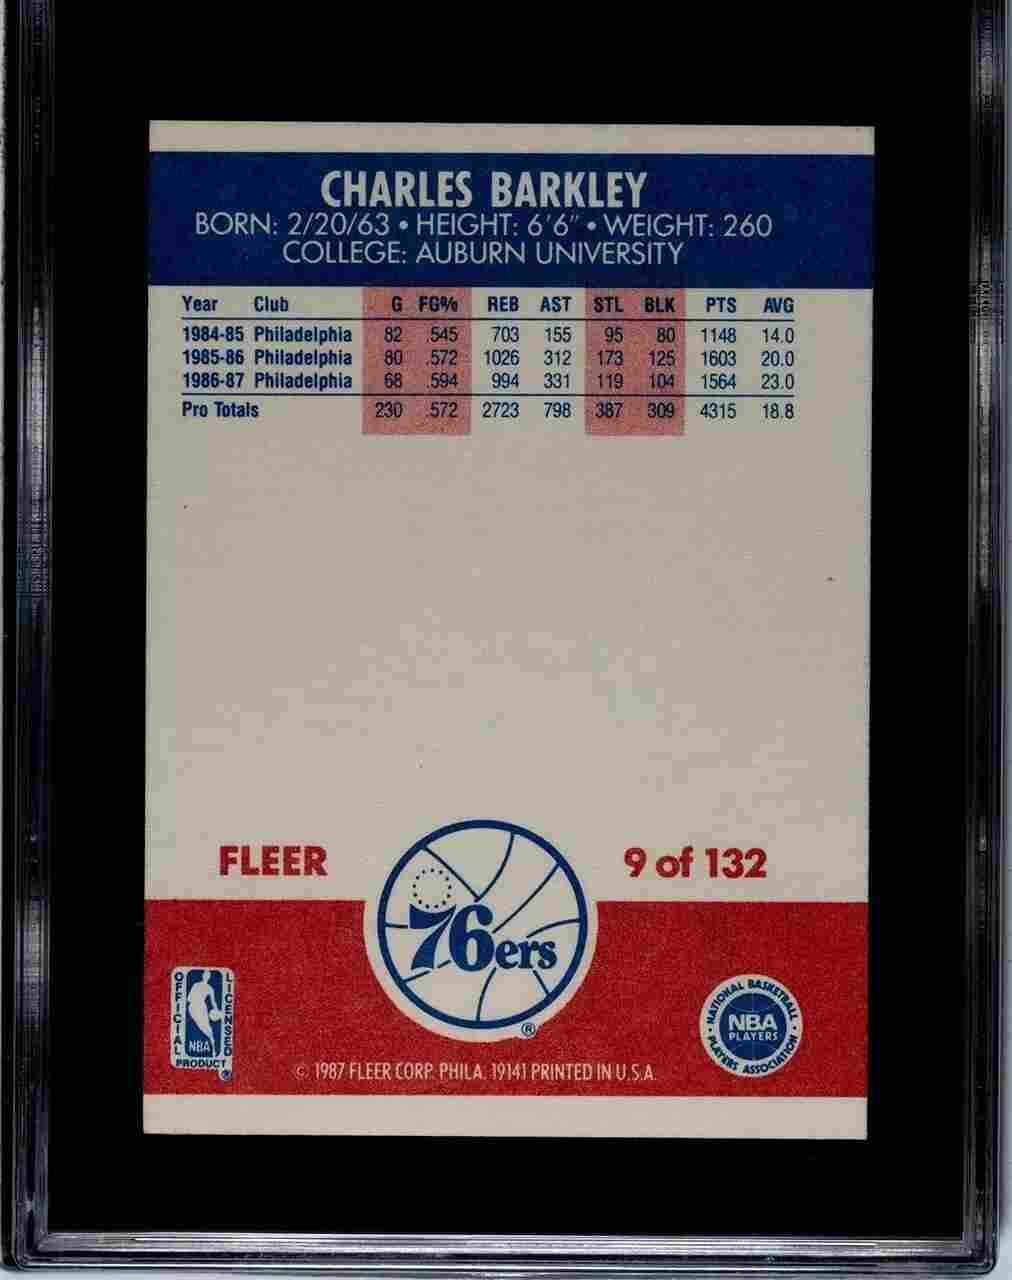 CHARLES BARKLEY
BORN: 2/20/63 • HEIGHT: 6'6" • WEIGHT: 260
COLLEGE: AUBURN UNIVERSITY
Year Club G FG% REB AST STL BLK PTS AVG
1984-85 Philadelphia 82 .545 703 155 95 80 1148 14.0
1985-86 Philadelphia 80 .572 1026 312 173 125 1603 20.0
1986-87 Philadelphia 68 .594 994 331 119 104 1564 23.0
Pro Totals 230 .572 2723 798 387 309 4315 18.8
FLEER
9 of 132
76ers
®
OFFICIAL
LICENSED
NBA
PRODUCT
®
NATIONAL BASKETBALL
NBA
PLAYERS
PLAYERS ASSOCIATION
© 1987 FLEER CORP. PHILA. 19141 PRINTED IN U.S.A.